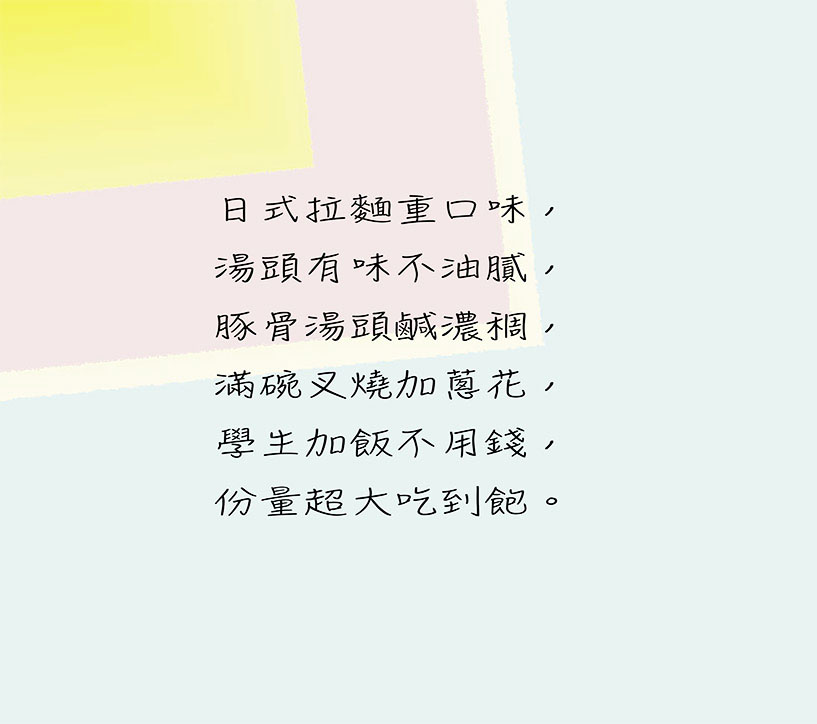 日式拉麵重口味，
湯頭有味不油膩，
豚骨湯頭鹹濃稠，
滿碗叉燒加蔥花，
學生加飯不用錢，
份量超大吃到飽。